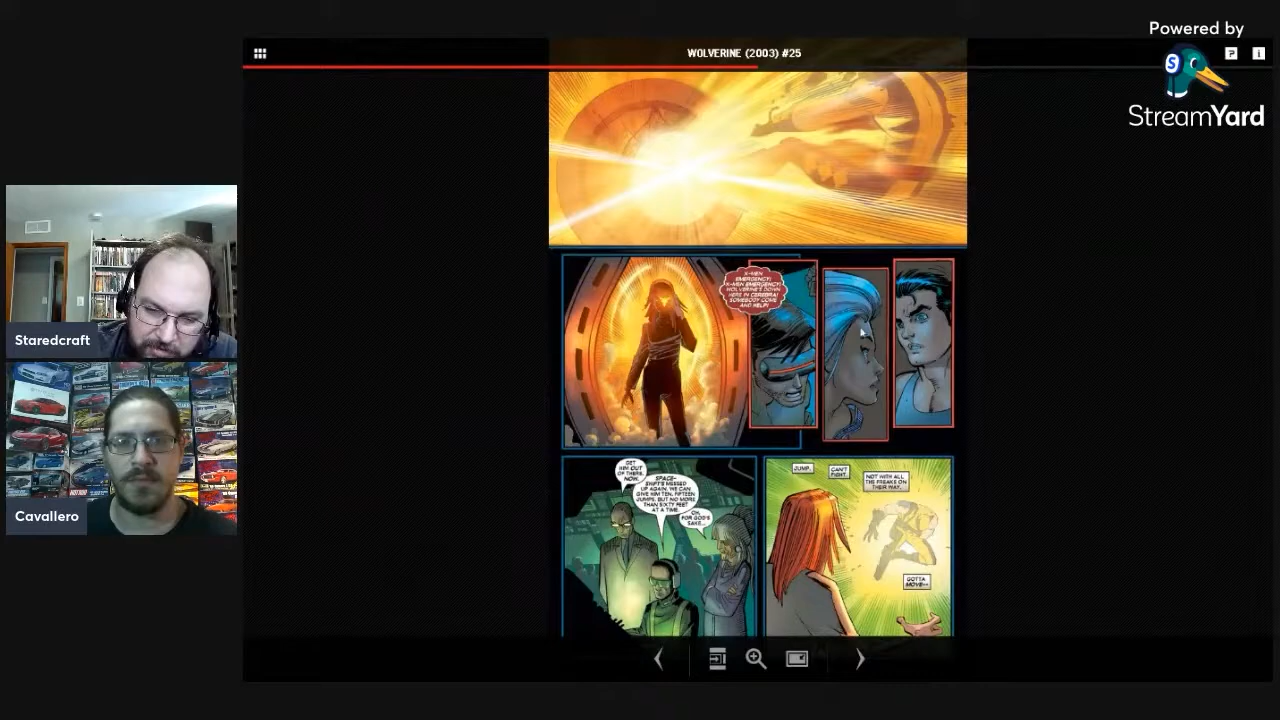 Powered by
StreamYard
WOLVERINE (2003) #25
Staredcraft
Cavallero
X-MEN
EMERGENCY!
X-MEN EMERGENCY!
WOLVERINE'S DOWN
HERE IN CEREBRA!
SOMEBODY COME
AND HELP!
GET
HIM OUT
OF THERE.
NOW.
SPACE-
SHIFT'S MESSED
UP AGAIN. WE CAN
GIVE HIM TEN, FIFTEEN
JUMPS. BUT NO MORE
THAN SIXTY FEET
AT A TIME.
OH,
FOR GOD'S
SAKE...
JUMP.
CAN'T
FIGHT.
NOT WITH ALL
THE FREAKS ON
THEIR WAY.
GOTTA
MOVE--